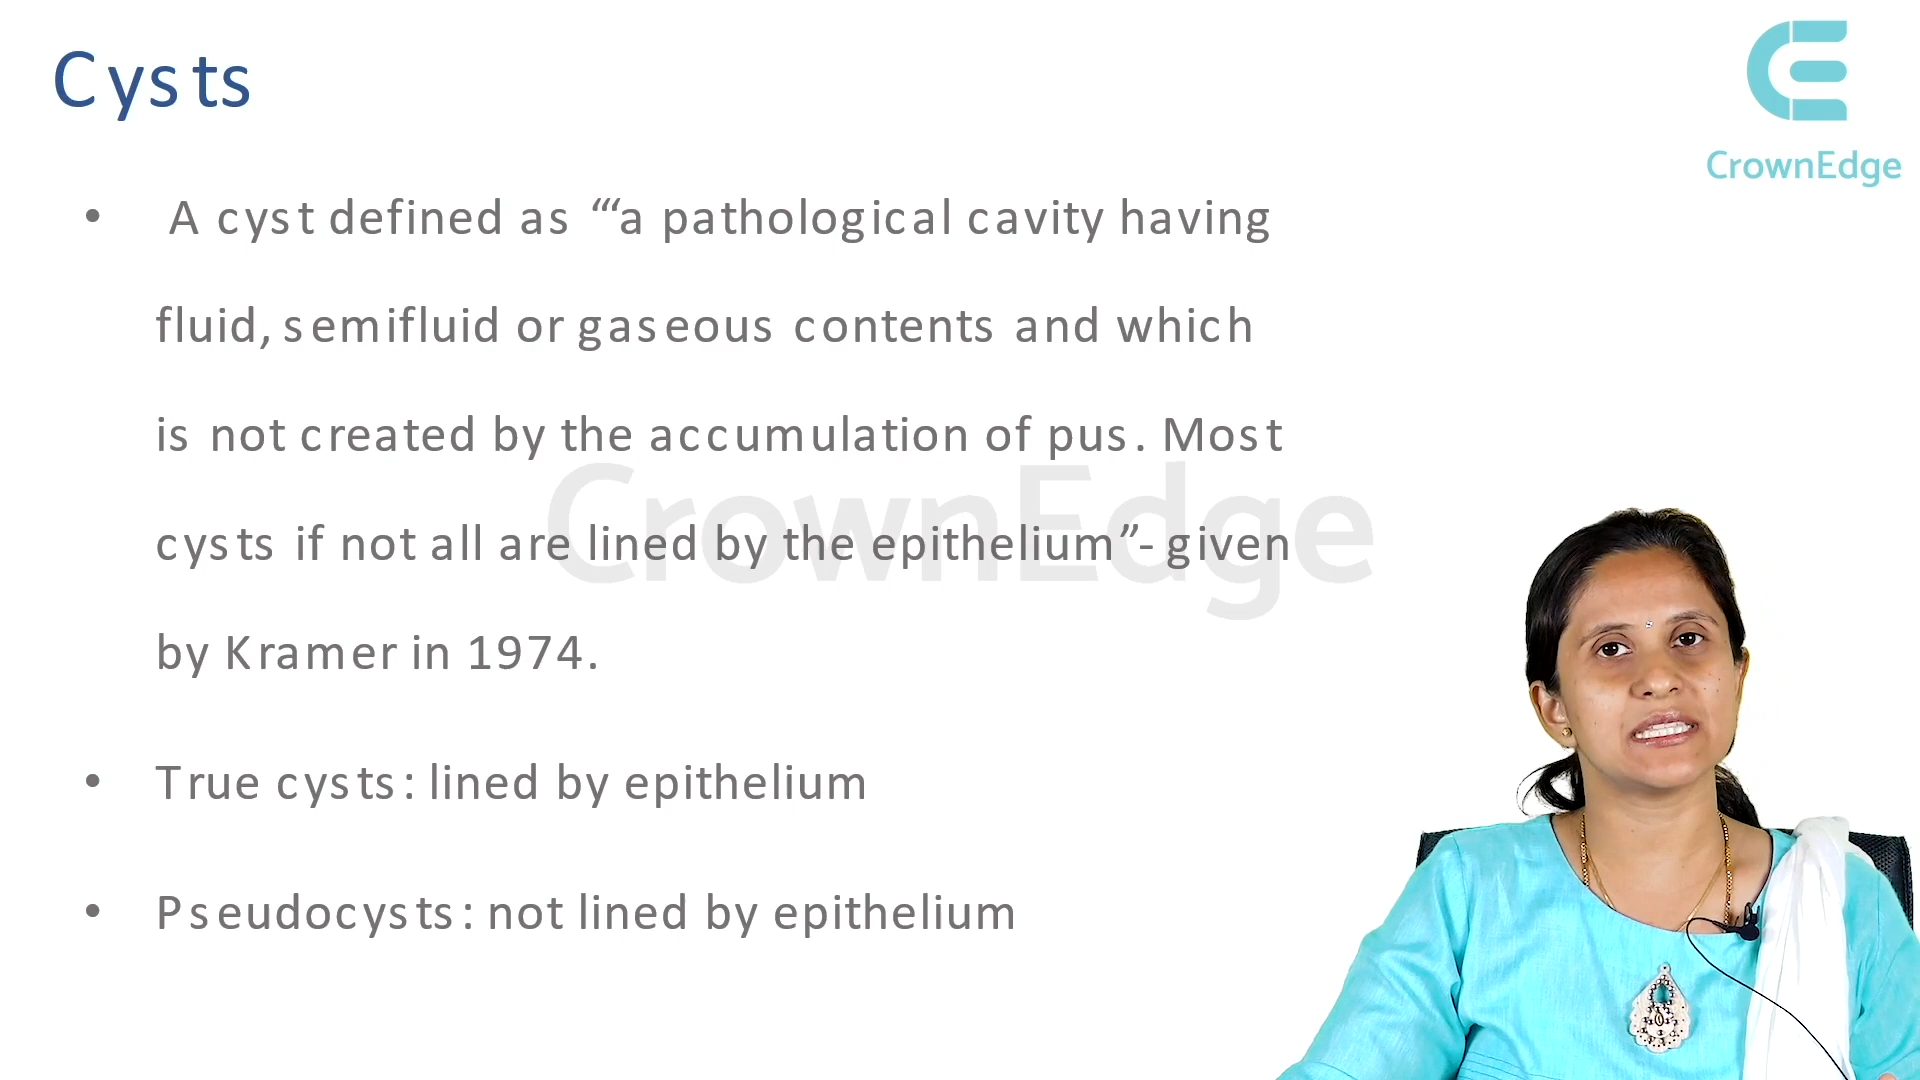 Cysts
CrownEdge
• A cyst defined as “‘a pathological cavity having
fluid, semifluid or gaseous contents and which
is not created by the accumulation of pus. Most
cysts if not all are lined by the epithelium”- given
by Kramer in 1974.
CrownEdge
• True cysts: lined by epithelium
• Pseudocysts: not lined by epithelium